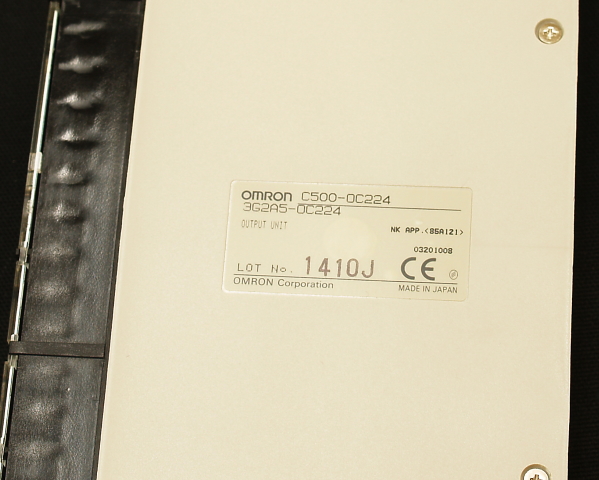 OMRON C500-OC224
3G2A5-OC224
OUTPUT UNIT
NK APP.<85A121>
03201008
LOT No. 1410J CE
OMRON Corporation
MADE IN JAPAN